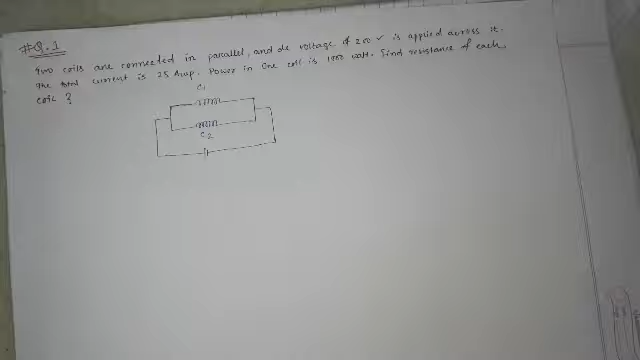 #Q.1
Two coils are connected in parallel, and dc voltage of 200 V is applied across it.
The total current is 25 Amp. Power in One coil is 1500 watt. Find resistance of each
coil ?
C1
C2